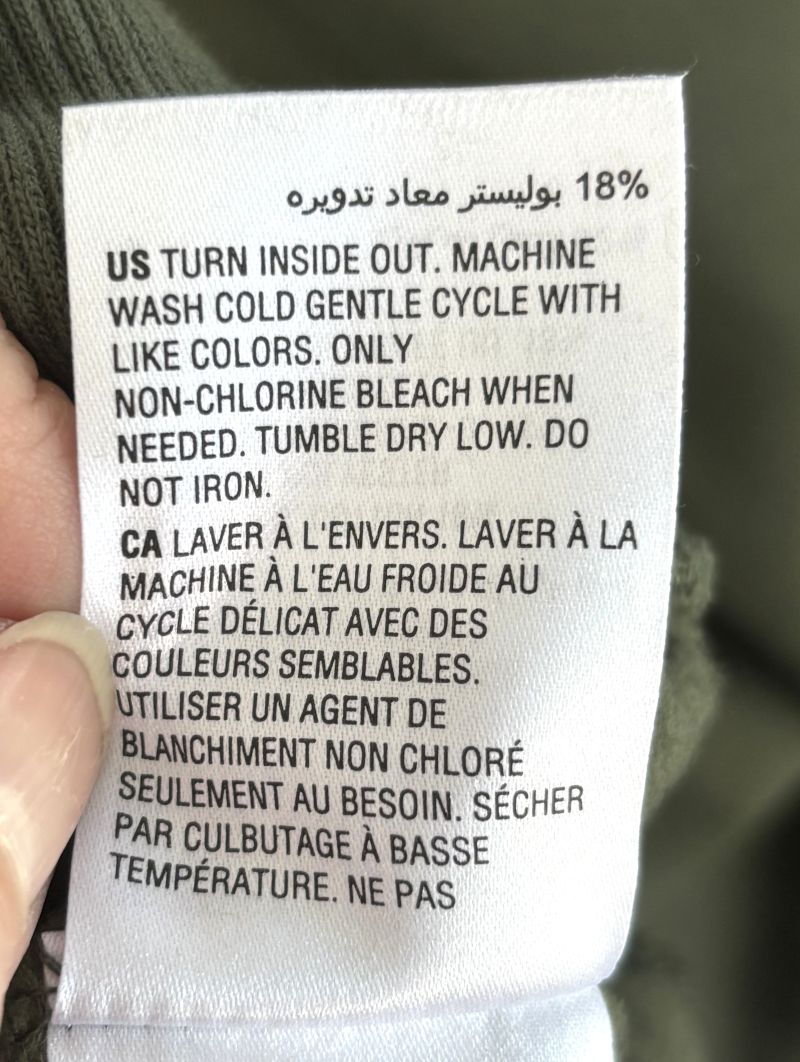 18% بوليستر معاد تدويره
US TURN INSIDE OUT. MACHINE
WASH COLD GENTLE CYCLE WITH
LIKE COLORS. ONLY
NON-CHLORINE BLEACH WHEN
NEEDED. TUMBLE DRY LOW. DO
NOT IRON.
CA LAVER À L'ENVERS. LAVER À LA
MACHINE À L'EAU FROIDE AU
CYCLE DÉLICAT AVEC DES
COULEURS SEMBLABLES.
UTILISER UN AGENT DE
BLANCHIMENT NON CHLORÉ
SEULEMENT AU BESOIN. SÉCHER
PAR CULBUTAGE À BASSE
TEMPÉRATURE. NE PAS